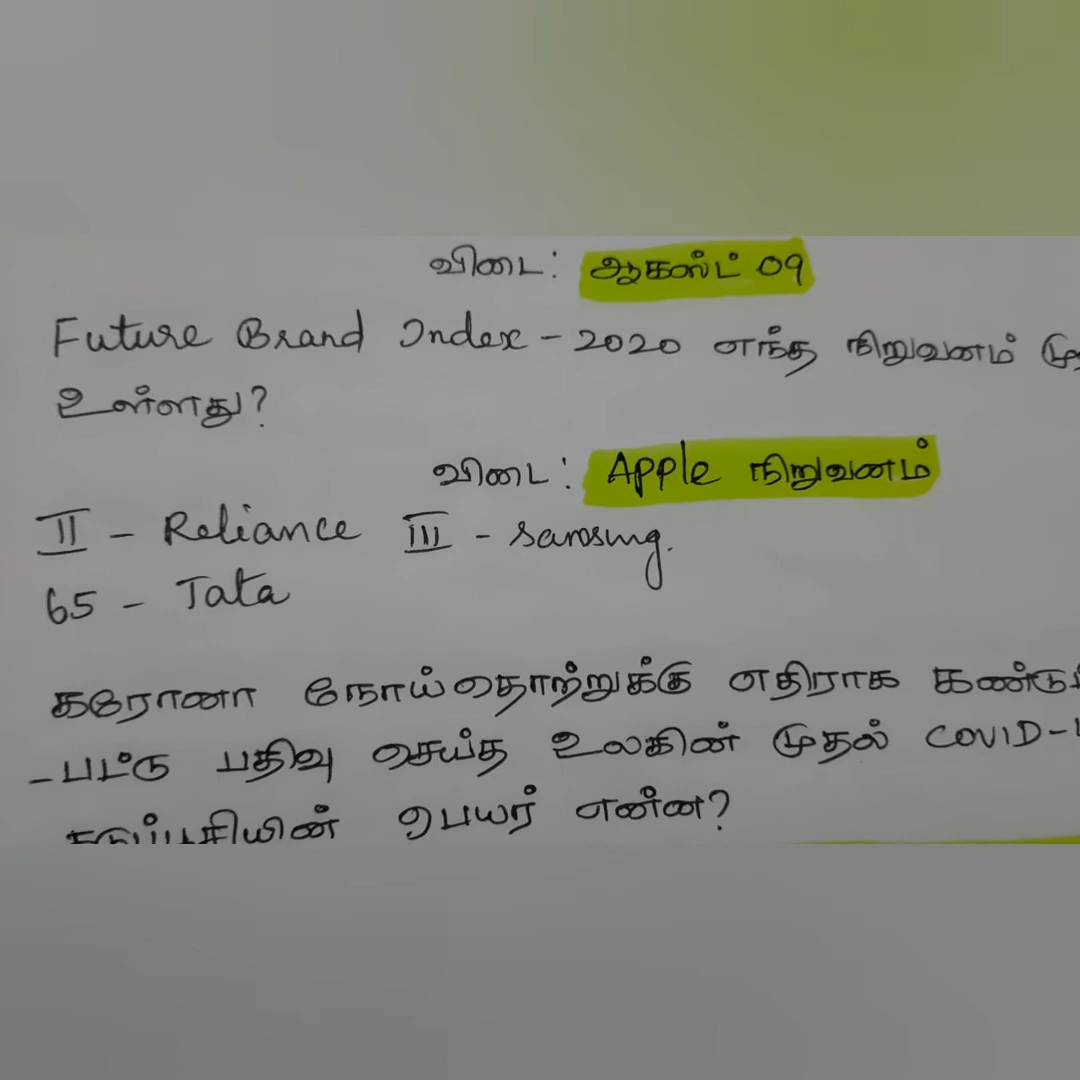 விடை: ஆகஸ்ட் 09
Future Brand Index - 2020 எந்த நிறுவனம்
உள்ளது?
விடை: Apple நிறுவனம்
II - Reliance III - Samsung.
65 - Tata
கரோனா நோய்தொற்றுக்கு எதிராக
-பட்டு பதிவு செய்த உலகின் முதல் COVID-
தடுப்பூசியின் பெயர் என்ன?